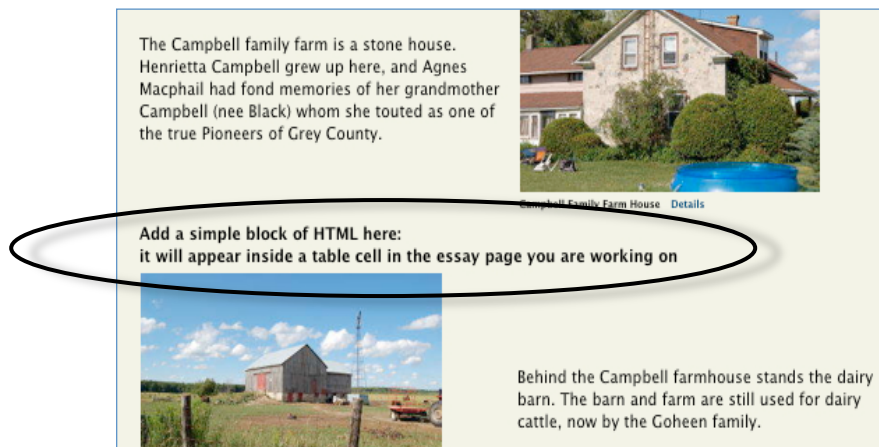 The Campbell family farm is a stone house.
Henrietta Campbell grew up here, and Agnes
Macphail had fond memories of her grandmother
Campbell (nee Black) whom she touted as one of
the true Pioneers of Grey County.
Campbell Family Farm House Details
Add a simple block of HTML here:
it will appear inside a table cell in the essay page you are working on
Behind the Campbell farmhouse stands the dairy
barn. The barn and farm are still used for dairy
cattle, now by the Goheen family.